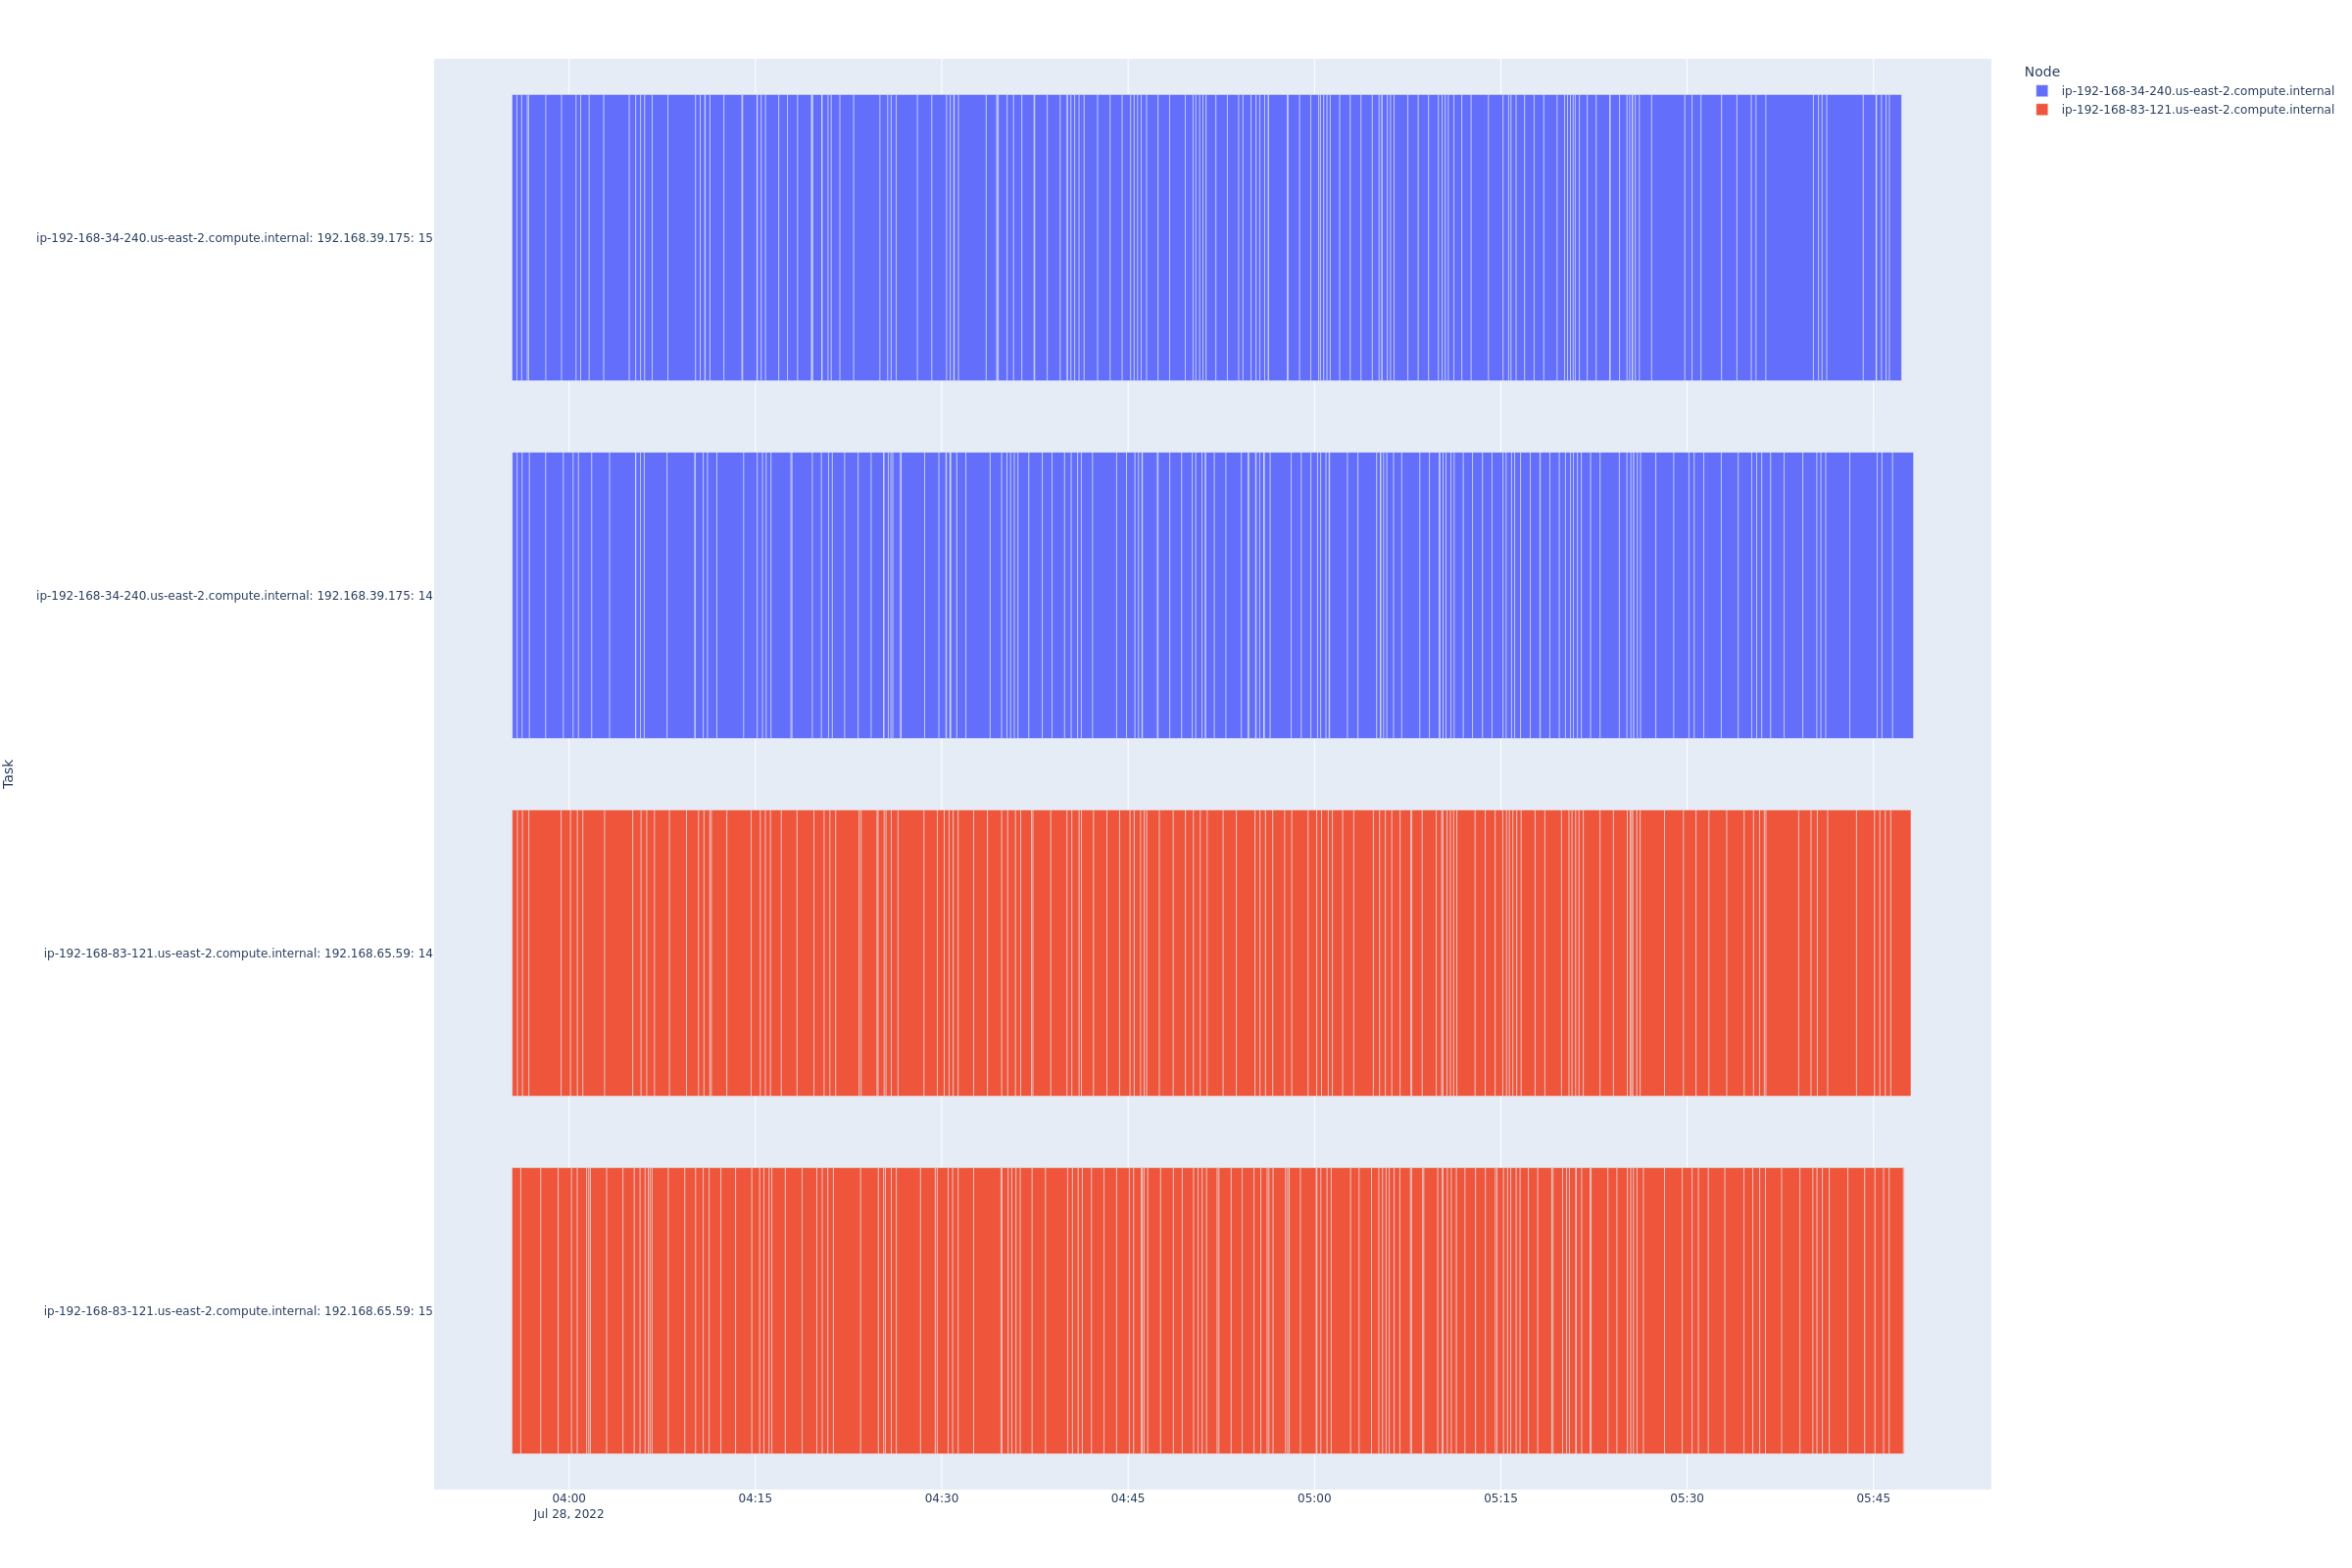 Node
ip-192-168-34-240.us-east-2.compute.internal
ip-192-168-83-121.us-east-2.compute.internal
ip-192-168-34-240.us-east-2.compute.internal: 192.168.39.175: 15
ip-192-168-34-240.us-east-2.compute.internal: 192.168.39.175: 14
Task
ip-192-168-83-121.us-east-2.compute.internal: 192.168.65.59: 14
ip-192-168-83-121.us-east-2.compute.internal: 192.168.65.59: 15
04:00 04:15 04:30 04:45 05:00 05:15 05:30 05:45
Jul 28, 2022